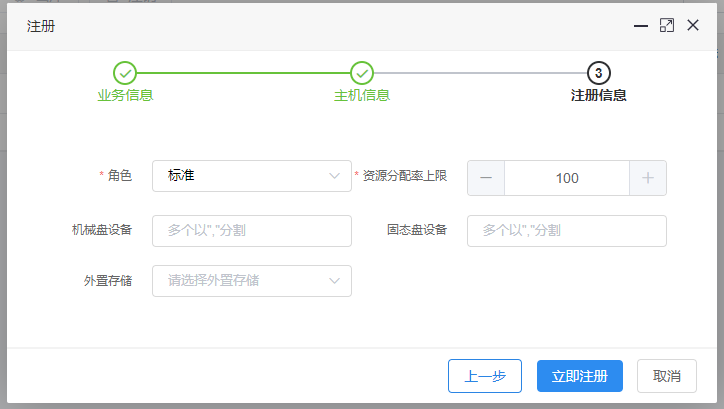 注册
3
业务信息 主机信息 注册信息
* 角色 标准 * 资源分配率上限 100
机械盘设备 多个以","分割 固态盘设备 多个以","分割
外置存储 请选择外置存储
上一步 立即注册 取消